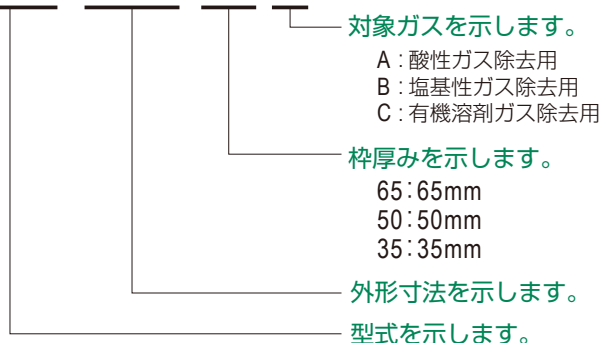 対象ガスを示します。
A：酸性ガス除去用
B：塩基性ガス除去用
C：有機溶剤ガス除去用
枠厚みを示します。
65：65mm
50：50mm
35：35mm
外形寸法を示します。
型式を示します。